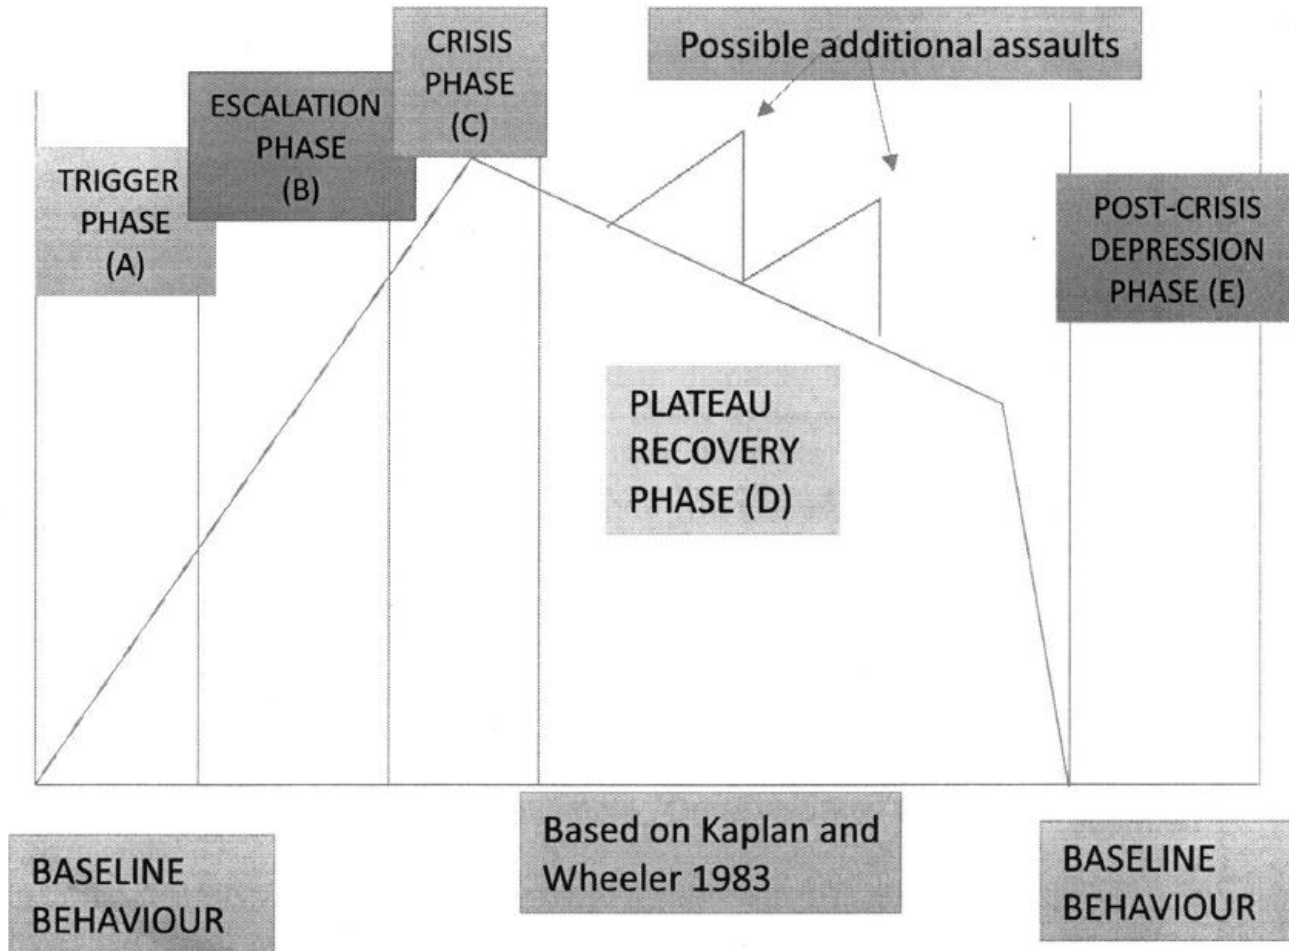 CRISIS
PHASE
(C)
Possible additional assaults
ESCALATION
PHASE
(B)
TRIGGER
PHASE
(A)
POST-CRISIS
DEPRESSION
PHASE (E)
PLATEAU
RECOVERY
PHASE (D)
Based on Kaplan and
Wheeler 1983
BASELINE
BEHAVIOUR
BASELINE
BEHAVIOUR